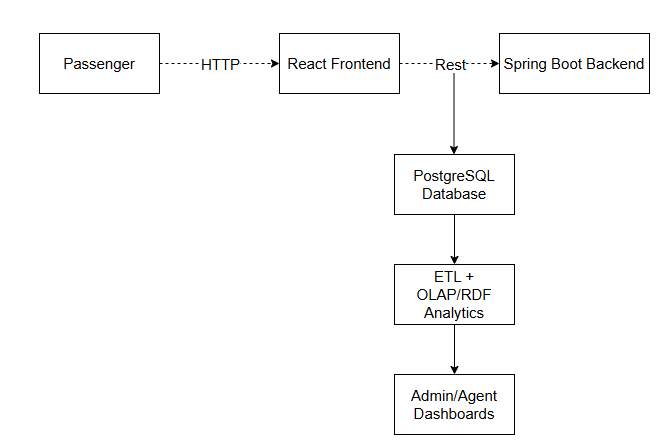 Passenger
HTTP
React Frontend
Rest
Spring Boot Backend
PostgreSQL
Database
ETL +
OLAP/RDF
Analytics
Admin/Agent
Dashboards